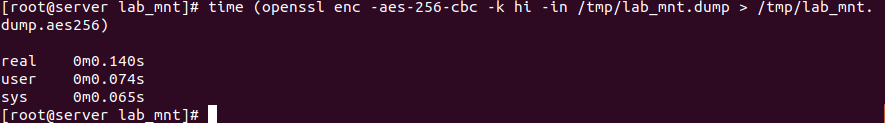 [root@server lab_mnt]# time (openssl enc -aes-256-cbc -k hi -in /tmp/lab_mnt.dump > /tmp/lab_mnt.
dump.aes256)
real 0m0.140s
user 0m0.074s
sys 0m0.065s
[root@server lab_mnt]#